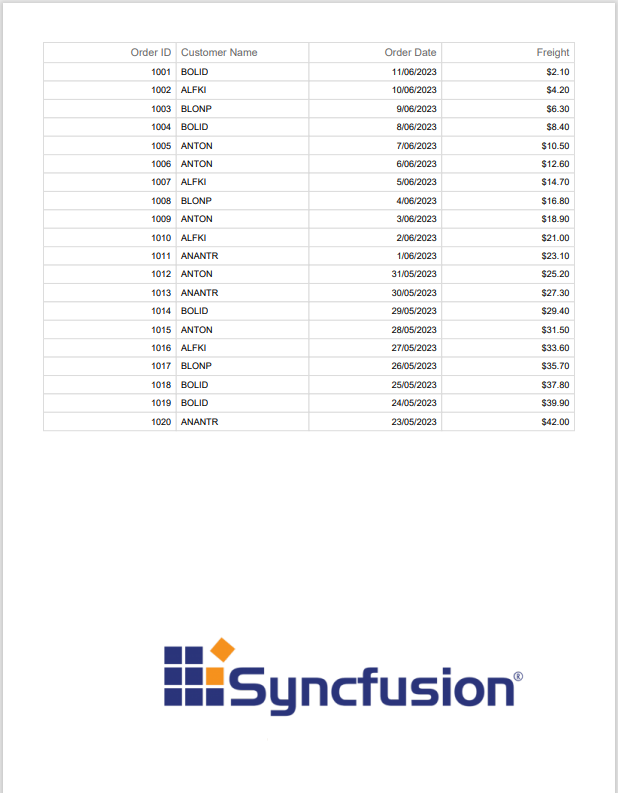 Order ID Customer Name Order Date Freight
1001 BOLID 11/06/2023 $2.10
1002 ALFKI 10/06/2023 $4.20
1003 BLONP 9/06/2023 $6.30
1004 BOLID 8/06/2023 $8.40
1005 ANTON 7/06/2023 $10.50
1006 ANTON 6/06/2023 $12.60
1007 ALFKI 5/06/2023 $14.70
1008 BLONP 4/06/2023 $16.80
1009 ANTON 3/06/2023 $18.90
1010 ALFKI 2/06/2023 $21.00
1011 ANANTR 1/06/2023 $23.10
1012 ANTON 31/05/2023 $25.20
1013 ANANTR 30/05/2023 $27.30
1014 BOLID 29/05/2023 $29.40
1015 ANTON 28/05/2023 $31.50
1016 ALFKI 27/05/2023 $33.60
1017 BLONP 26/05/2023 $35.70
1018 BOLID 25/05/2023 $37.80
1019 BOLID 24/05/2023 $39.90
1020 ANANTR 23/05/2023 $42.00
Syncfusion®